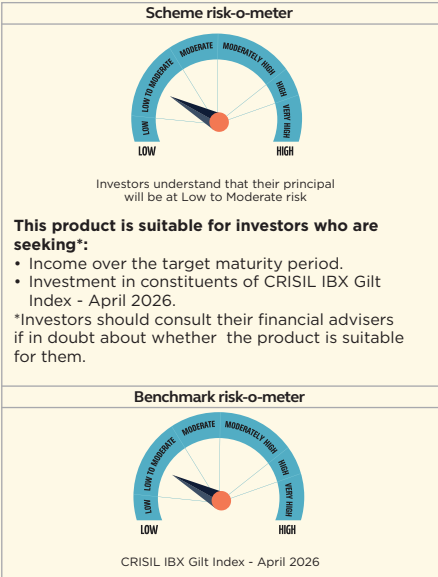 Scheme risk-o-meter
LOW
LOW TO MODERATE
MODERATE
MODERATELY HIGH
HIGH
VERY HIGH
LOW
HIGH
Investors understand that their principal
will be at Low to Moderate risk
This product is suitable for investors who are
seeking*:
• Income over the target maturity period.
• Investment in constituents of CRISIL IBX Gilt
Index - April 2026.
*Investors should consult their financial advisers
if in doubt about whether the product is suitable
for them.
Benchmark risk-o-meter
LOW
LOW TO MODERATE
MODERATE
MODERATELY HIGH
HIGH
VERY HIGH
LOW
HIGH
CRISIL IBX Gilt Index - April 2026